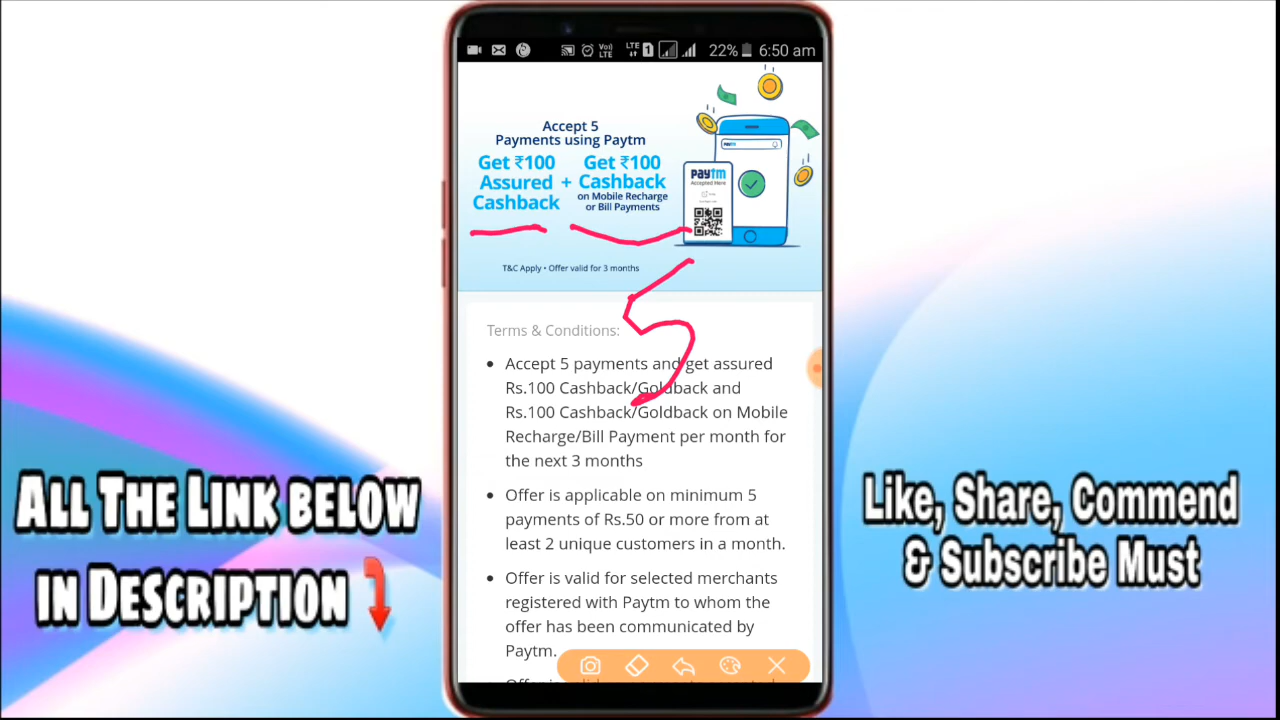 22% 6:50 am
Accept 5
Payments using Paytm
Get ₹100
Assured
Cashback
+
Get ₹100
Cashback
on Mobile Recharge
or Bill Payments
paytm
Accepted Here
T&C Apply • Offer valid for 3 months
5
Terms & Conditions:
• Accept 5 payments and get assured
Rs.100 Cashback/Goldback and
Rs.100 Cashback/Goldback on Mobile
Recharge/Bill Payment per month for
the next 3 months
• Offer is applicable on minimum 5
payments of Rs.50 or more from at
least 2 unique customers in a month.
• Offer is valid for selected merchants
registered with Paytm to whom the
offer has been communicated by
Paytm.
All The Link below
in Description
Like, Share, Commend
& Subscribe Must